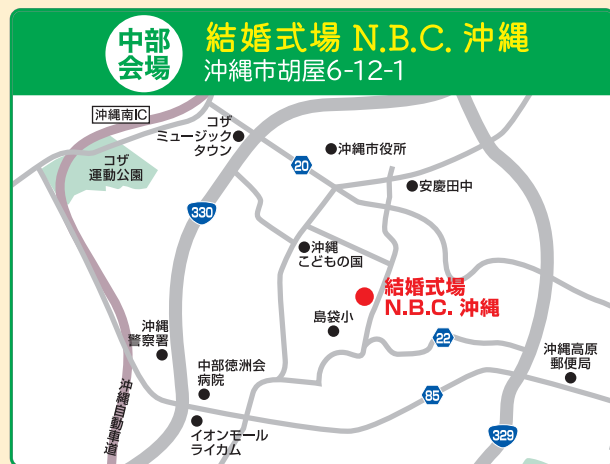 中部
会場
結婚式場 N.B.C. 沖縄
沖縄市胡屋6-12-1
沖縄南IC
コザ
ミュージック
タウン
沖縄市役所
コザ
運動公園
20
安慶田中
330
沖縄
こどもの国
結婚式場
N.B.C. 沖縄
島袋小
沖縄
警察署
22
沖縄高原
郵便局
中部徳洲会
病院
85
沖縄自動車道
イオンモール
ライカム
329